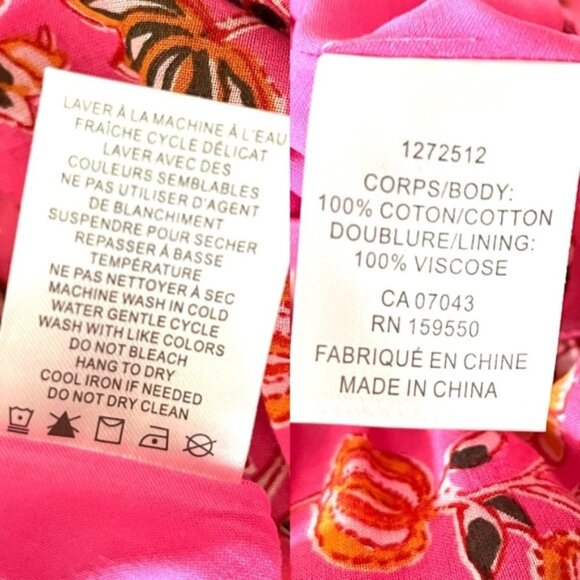 LAVER À LA MACHINE À L'EAU
FRAÎCHE CYCLE DÉLICAT
LAVER AVEC DES
COULEURS SEMBLABLES
NE PAS UTILISER D'AGENT
DE BLANCHIMENT
SUSPENDRE POUR SECHER
REPASSER À BASSE
TEMPÉRATURE
NE PAS NETTOYER À SEC
MACHINE WASH IN COLD
WATER GENTLE CYCLE
WASH WITH LIKE COLORS
DO NOT BLEACH
HANG TO DRY
COOL IRON IF NEEDED
DO NOT DRY CLEAN
1272512
CORPS/BODY:
100% COTON/COTTON
DOUBLURE/LINING:
100% VISCOSE
CA 07043
RN 159550
FABRIQUÉ EN CHINE
MADE IN CHINA